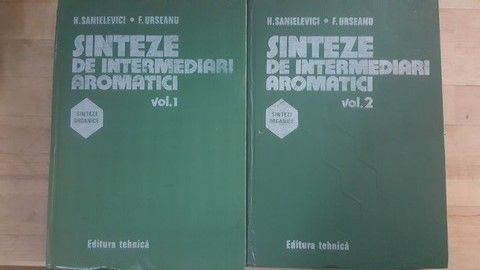 H. SANIELEVICI • F. URSEANU
SINTEZE
DE INTERMEDIARI
AROMATICI
vol. 1
SINTEZE
ORGANICE
Editura tehnică
H. SANIELEVICI • F. URSEANU
SINTEZE
DE INTERMEDIARI
AROMATICI
vol. 2
SINTEZE
ORGANICE
Editura tehnică